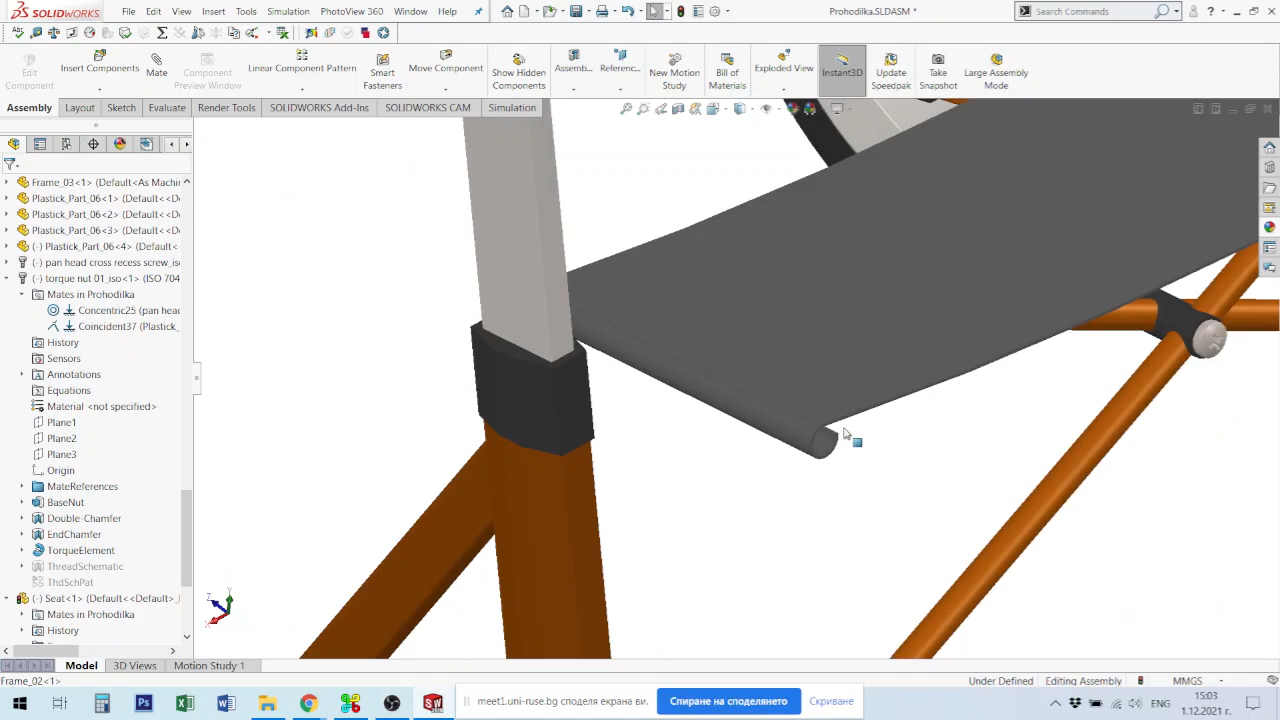 SOLIDWORKS File Edit View Insert Tools Simulation Window Help Prohodilka.SLDASM * Search Commands
Edit Component
Insert Components
Mate
Component Preview Window
Linear Component Pattern
Smart Fasteners
Move Component
Show Hidden Components
Assemb...
Referenc...
New Motion Study
Bill of Materials
Exploded View
Instant3D
Update Speedpak
Take Snapshot
Large Assembly Mode
Assembly Layout Sketch Evaluate Render Tools SOLIDWORKS Add-Ins SOLIDWORKS CAM Simulation
Frame_03<1> (Default<As Machin
Plastick_Part_06<1> (Default<<D
Plastick_Part_06<2> (Default<<D
Plastick_Part_06<3> (Default<<D
(-) Plastick_Part_06<4> (Default<
(-) pan head cross recess screw_iso
(-) torque nut 01_iso<1> (ISO 704
Mates in Prohodilka
Concentric25 (pan head
Coincident37 (Plastick_
History
Sensors
Annotations
Equations
Material <not specified>
Plane1
Plane2
Plane3
Origin
MateReferences
BaseNut
Double-Chamfer
EndChamfer
TorqueElement
ThreadSchematic
ThdSchPat
(-) Seat<1> (Default<<Default>_
Mates in Prohodilka
History
Y
Z
X
Model 3D Views Motion Study 1
Frame_02<1> Under Defined Editing Assembly MMGS
meet1.uni-ruse.bg споделя екрана ви. Спиране на споделянето Скриване
ЕНГ
15:03
1.12.2021 г.